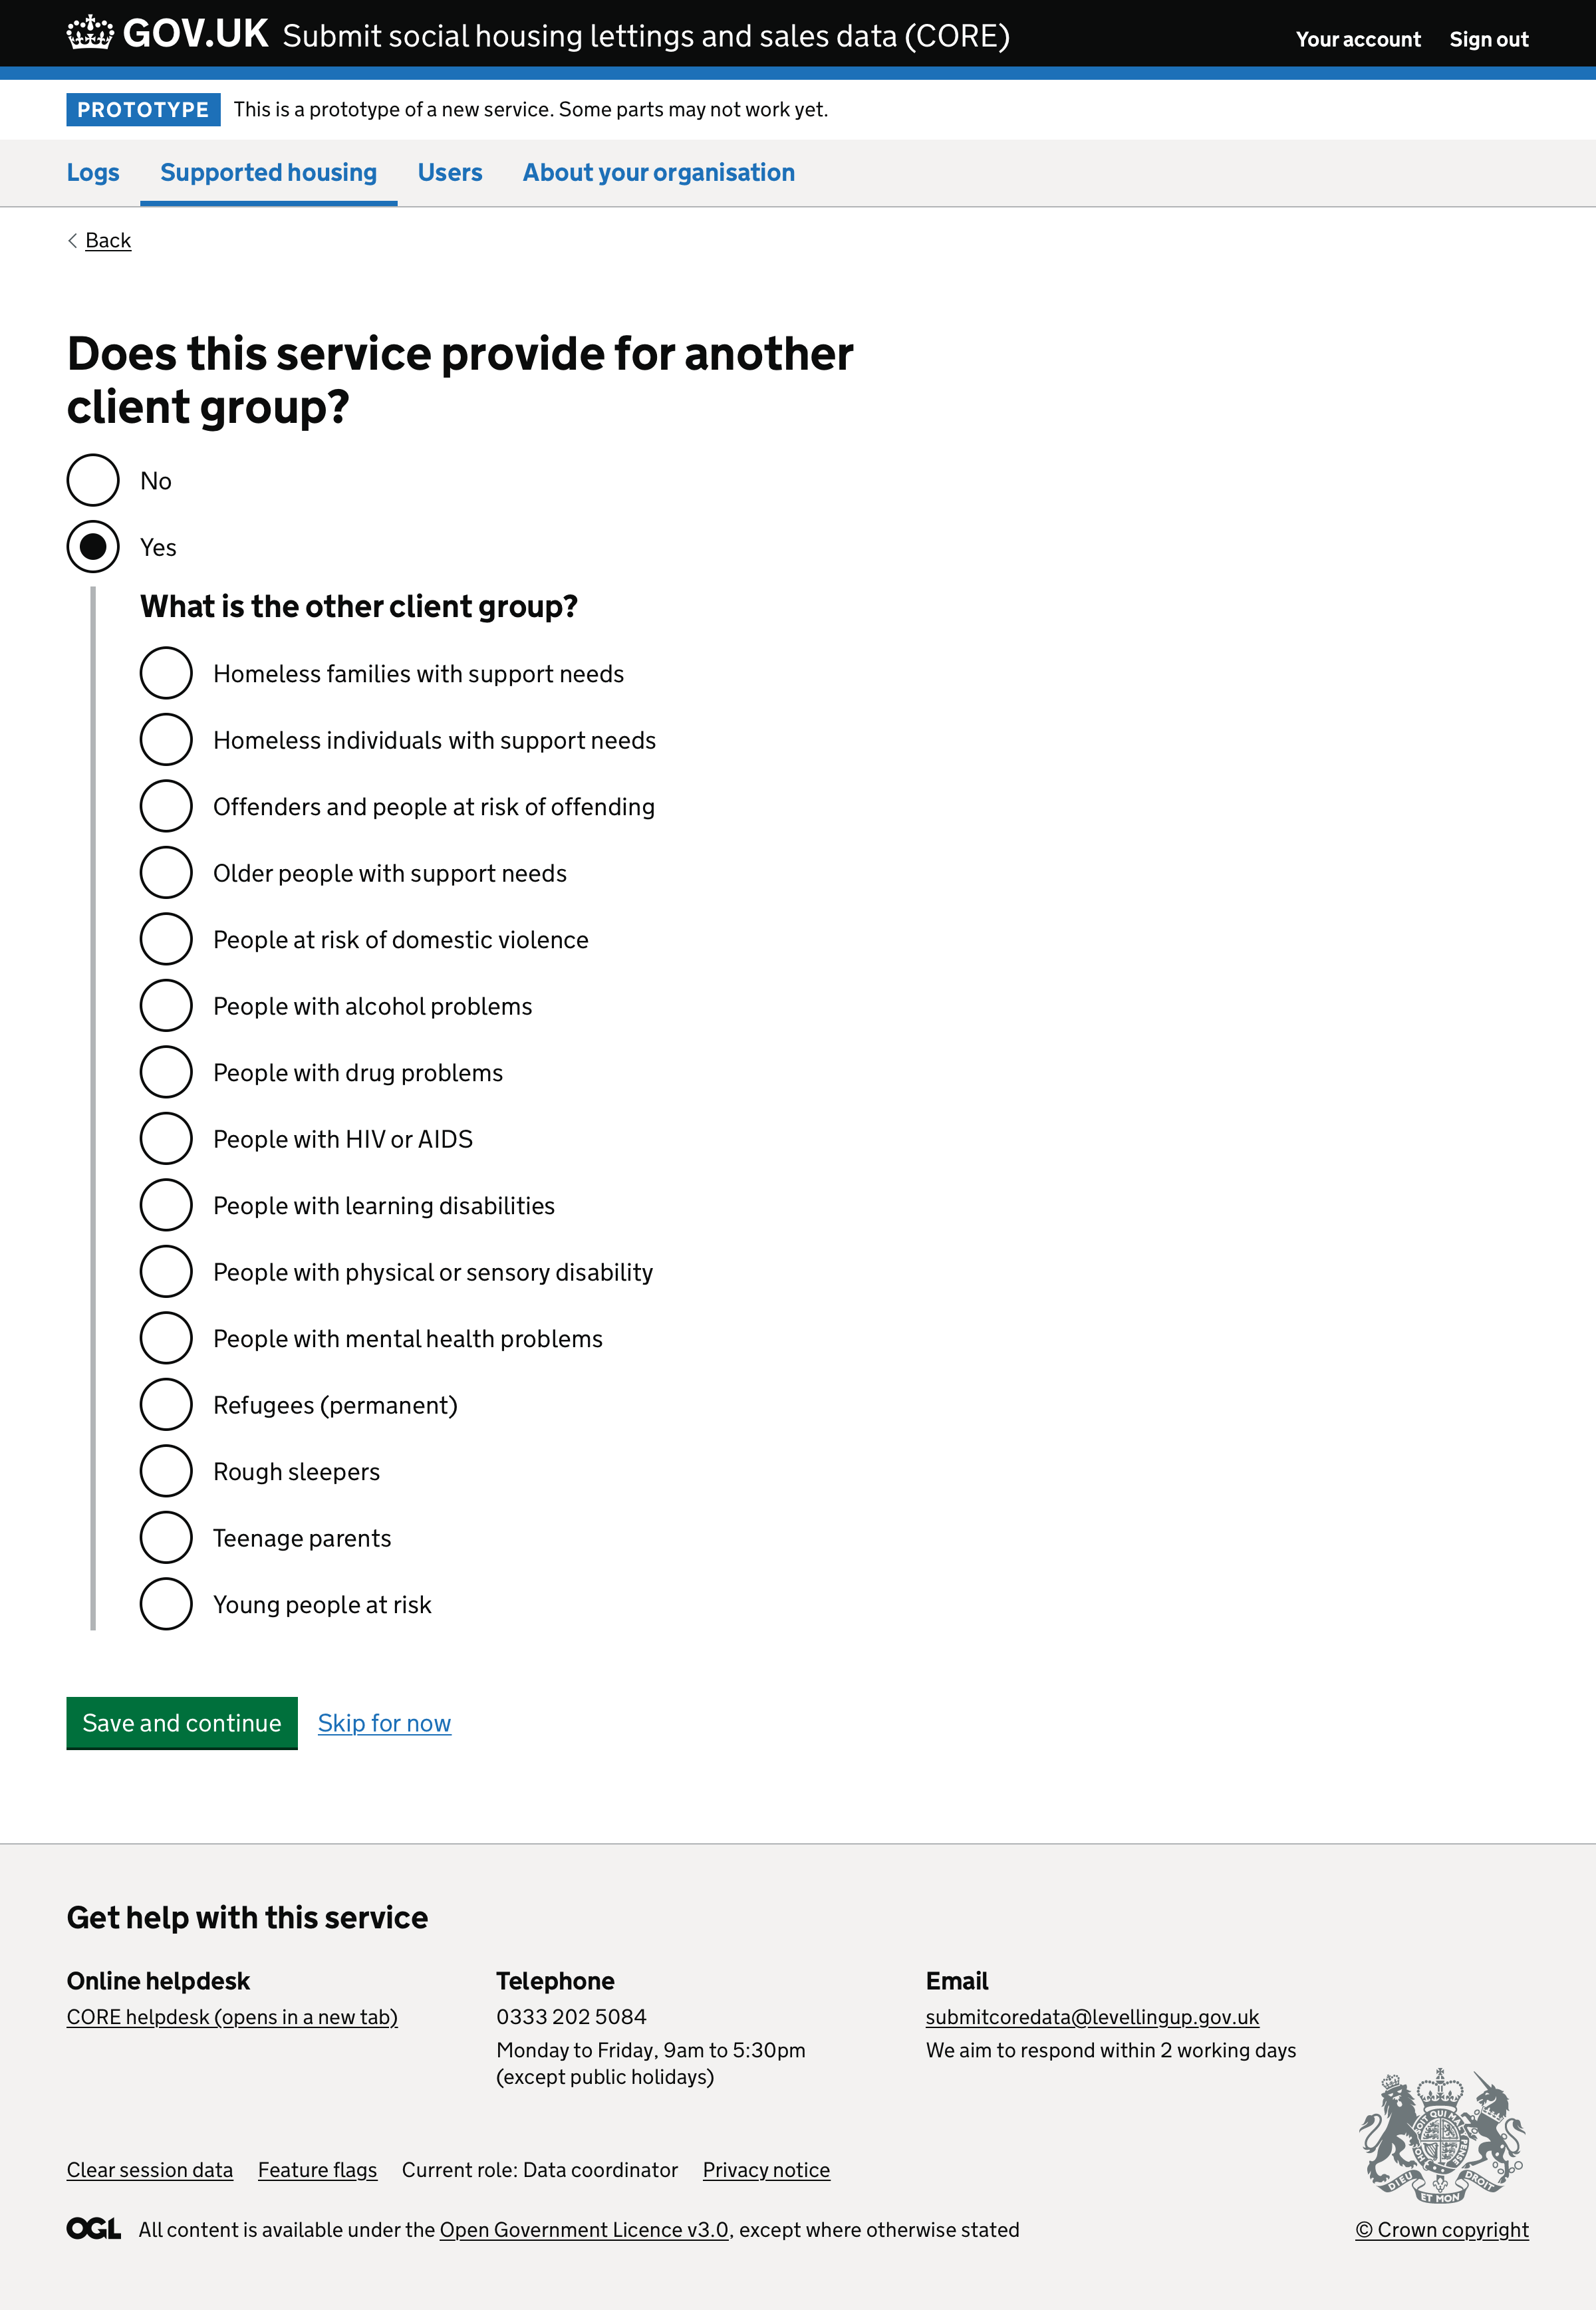 GOV.UK Submit social housing lettings and sales data (CORE) Your account Sign out
PROTOTYPE This is a prototype of a new service. Some parts may not work yet.
Logs Supported housing Users About your organisation
Back
Does this service provide for another
client group?
No
Yes
What is the other client group?
Homeless families with support needs
Homeless individuals with support needs
Offenders and people at risk of offending
Older people with support needs
People at risk of domestic violence
People with alcohol problems
People with drug problems
People with HIV or AIDS
People with learning disabilities
People with physical or sensory disability
People with mental health problems
Refugees (permanent)
Rough sleepers
Teenage parents
Young people at risk
Save and continue Skip for now
Get help with this service
Online helpdesk
CORE helpdesk (opens in a new tab)
Telephone
0333 202 5084
Monday to Friday, 9am to 5:30pm
(except public holidays)
Email
submitcoredata@levellingup.gov.uk
We aim to respond within 2 working days
Clear session data Feature flags Current role: Data coordinator Privacy notice
OGL All content is available under the Open Government Licence v3.0, except where otherwise stated
DIEU ET MON DROIT
© Crown copyright